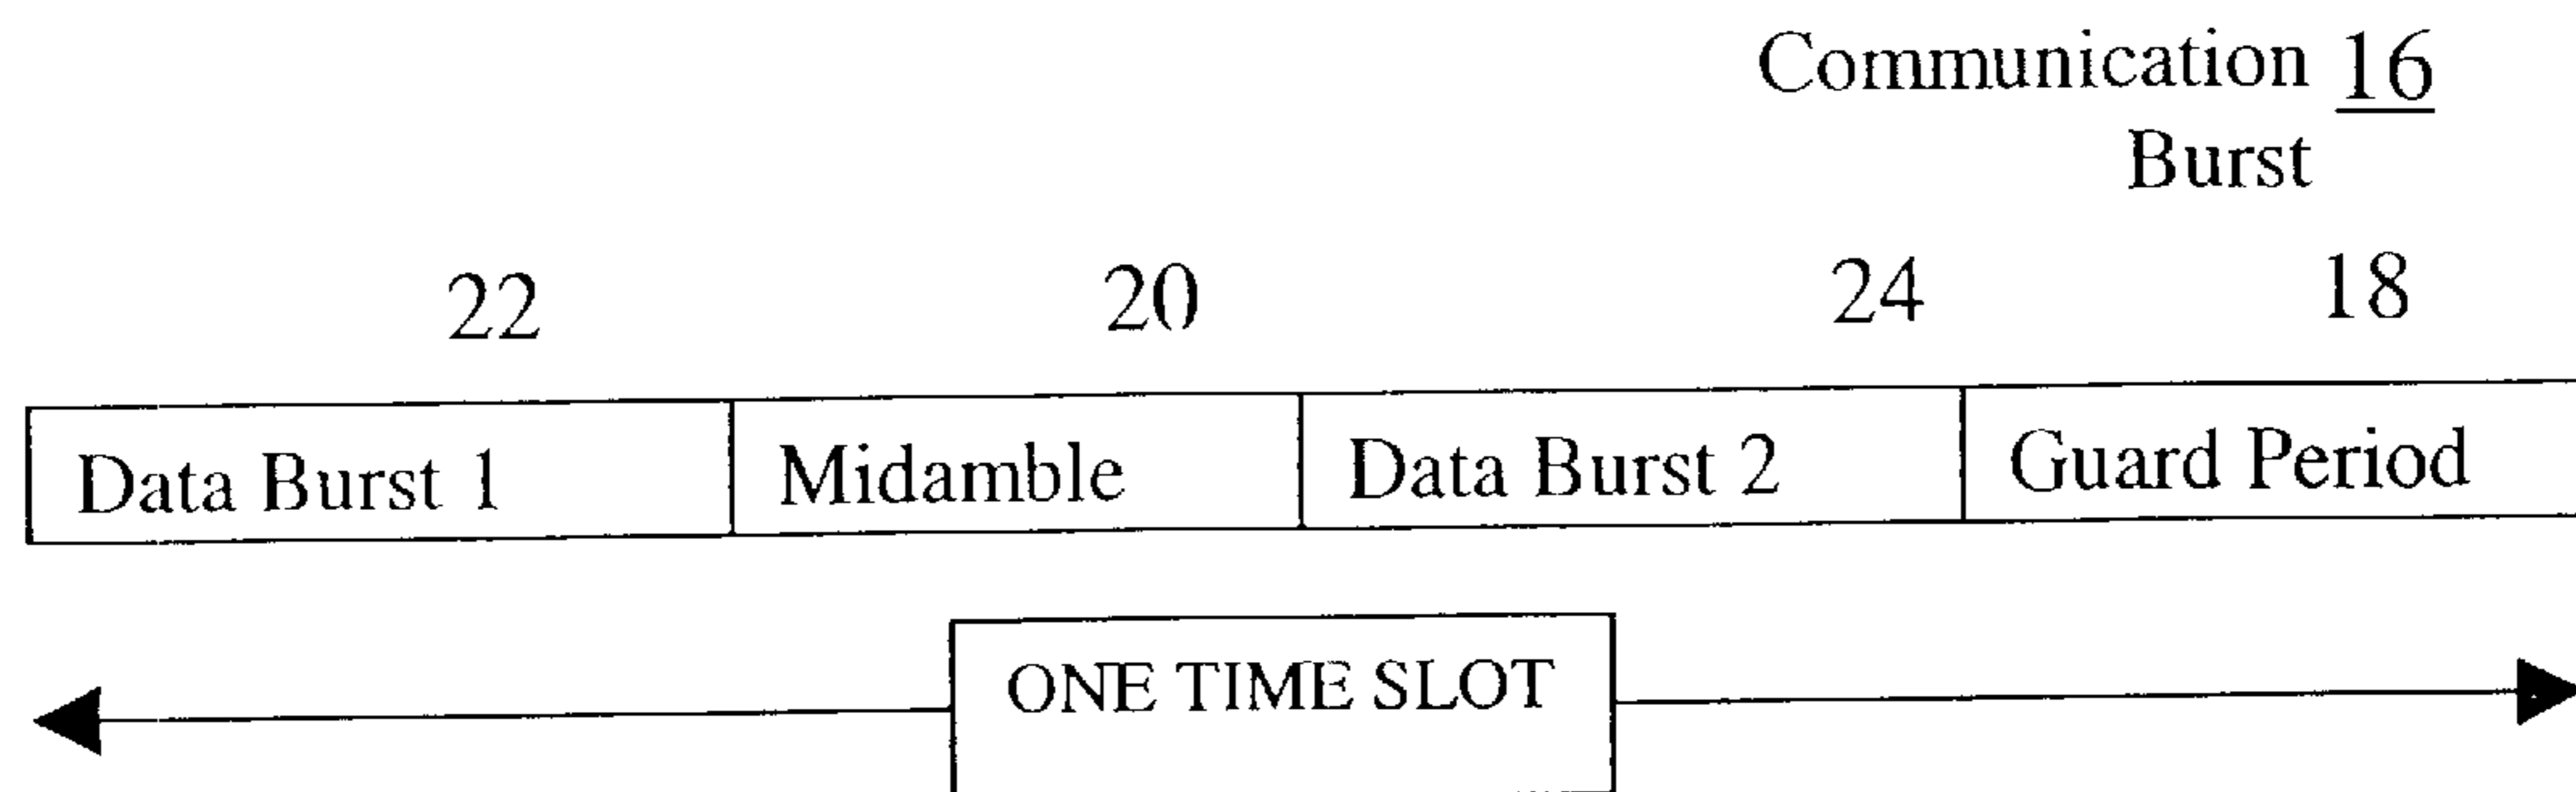 Communication 16
Burst
22 20 24 18
Data Burst 1 Midamble Data Burst 2 Guard Period
ONE TIME SLOT